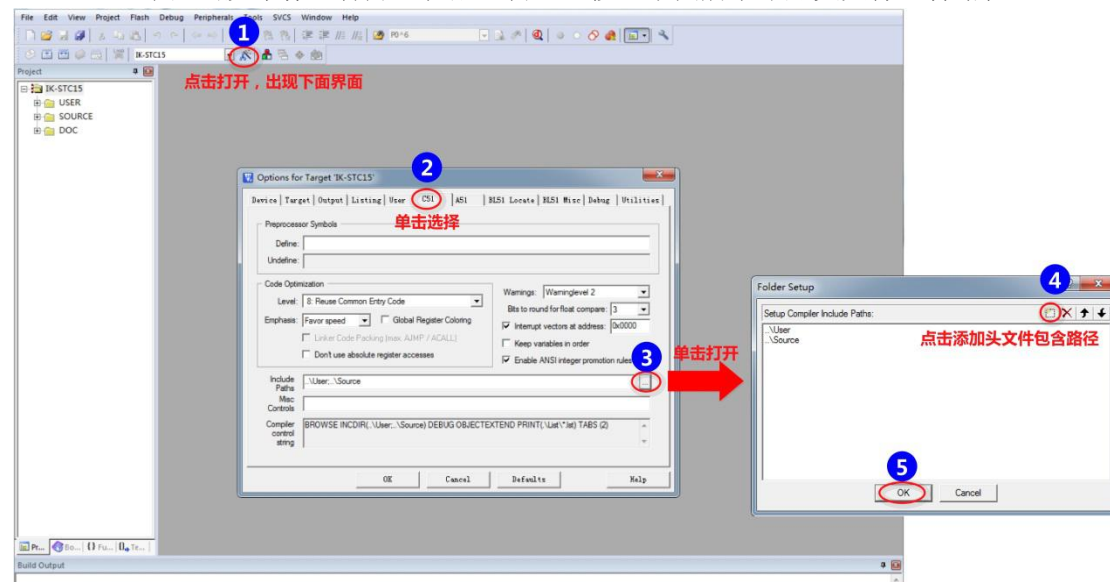 File Edit View Project Flash Debug Peripherals Tools SVCS Window Help
P0^6
1
IK-STC15
点击打开，出现下面界面
Project
IK-STC15
USER
SOURCE
DOC
2
Options for Target 'IK-STC15'
Device Target Output Listing User C51 A51 BL51 Locate BL51 Misc Debug Utilities
单击选择
Preprocessor Symbols
Define:
Undefine:
Code Optimization
Level: 8: Reuse Common Entry Code
Emphasis: Favor speed Global Register Coloring
Linker Code Packing (max. AJMP / ACALL)
Don't use absolute register accesses
Warnings: Warninglevel 2
Bits to round for float compare: 3
Interrupt vectors at address: 0x0000
Keep variables in order
Enable ANSI integer promotion rules
3
单击打开
Include Paths ..\User;..\Source
...
Misc Controls
Compiler control string BROWSE INCDIR(..\User;..\Source) DEBUG OBJECTEXTEND PRINT(.\List\*.lst) TABS (2)
OK Cancel Defaults Help
4
Folder Setup
Setup Compiler Include Paths:
..\User
..\Source
点击添加头文件包含路径
5
OK Cancel
Pr... Bo... {} Fu... Te...
Build Output